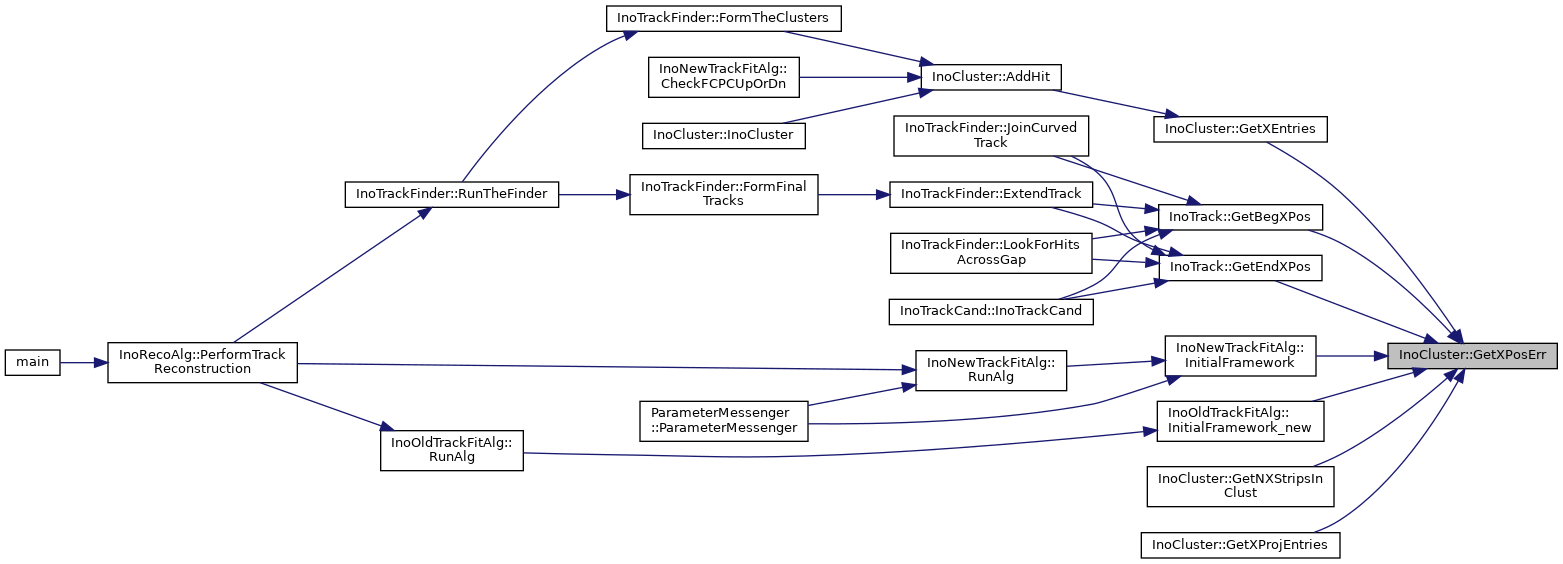 InoTrackFinder::FormTheClusters
InoNewTrackFitAlg::
CheckFCPCUpOrDn
InoCluster::AddHit
InoCluster::InoCluster
InoTrackFinder::JoinCurved
Track
InoCluster::GetXEntries
InoTrackFinder::RunTheFinder
InoTrackFinder::FormFinal
Tracks
InoTrackFinder::ExtendTrack
InoTrack::GetBegXPos
InoTrackFinder::LookForHits
AcrossGap
InoTrack::GetEndXPos
InoTrackCand::InoTrackCand
main
InoRecoAlg::PerformTrack
Reconstruction
InoNewTrackFitAlg::
RunAlg
InoNewTrackFitAlg::
InitialFramework
InoCluster::GetXPosErr
ParameterMessenger
::ParameterMessenger
InoOldTrackFitAlg::
InitialFramework_new
InoOldTrackFitAlg::
RunAlg
InoCluster::GetNXStripsIn
Clust
InoCluster::GetXProjEntries